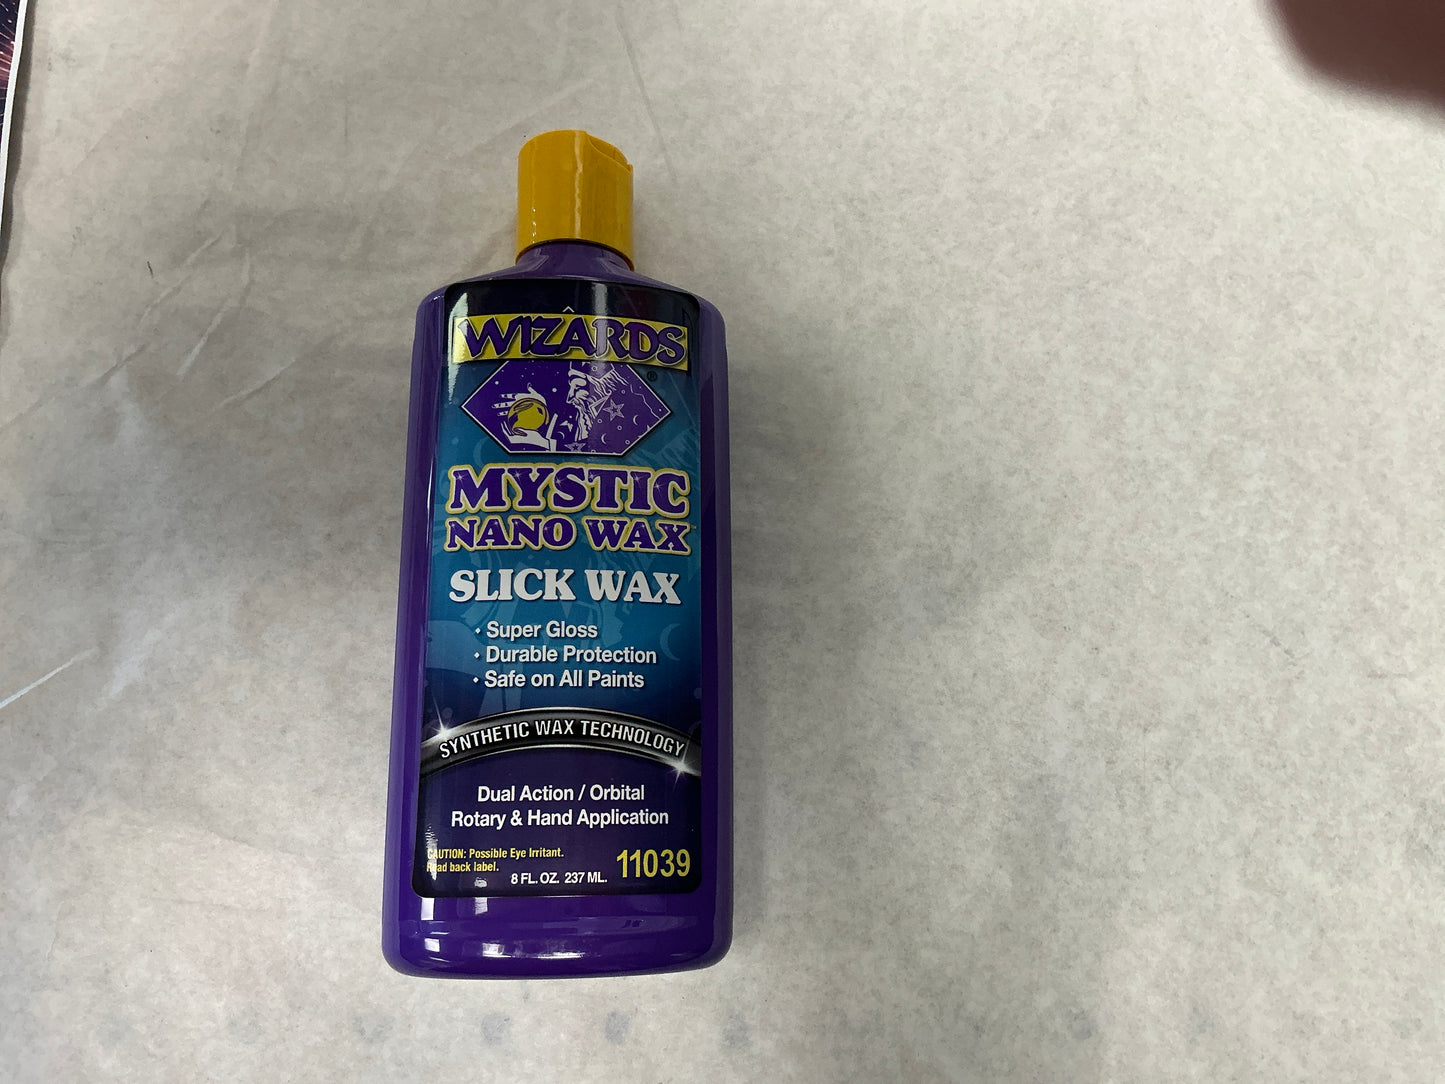 WIZARDS
®
MYSTIC
NANO WAX™
SLICK WAX
• Super Gloss
• Durable Protection
• Safe on All Paints
SYNTHETIC WAX TECHNOLOGY
Dual Action / Orbital
Rotary & Hand Application
CAUTION: Possible Eye Irritant.
Read back label.
8 FL. OZ. 237 ML.
11039